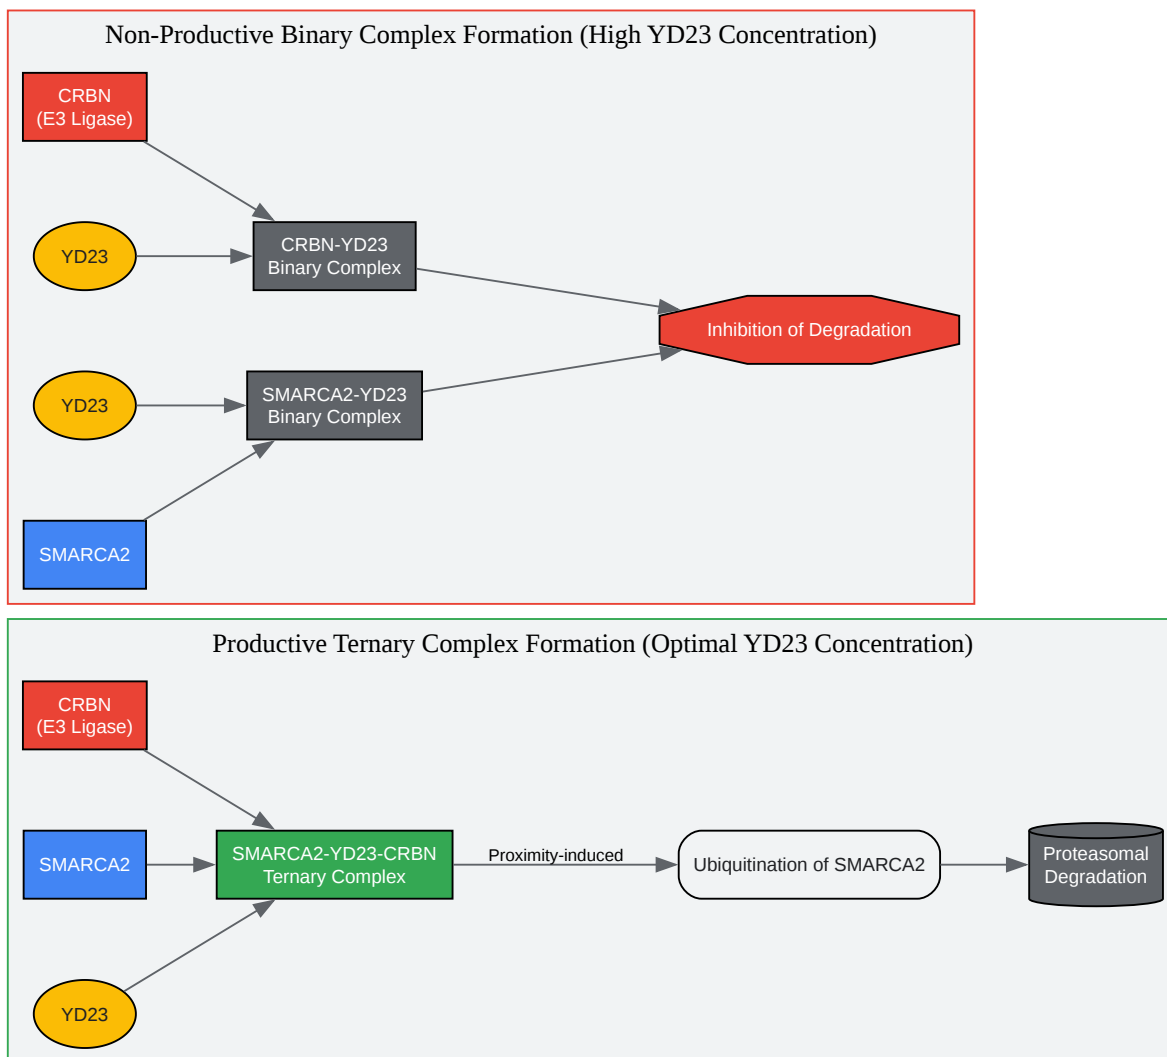 Non-Productive Binary Complex Formation (High YD23 Concentration)
CRBN
(E3 Ligase)
YD23
CRBN-YD23
Binary Complex
Inhibition of Degradation
YD23
SMARCA2-YD23
Binary Complex
SMARCA2
Productive Ternary Complex Formation (Optimal YD23 Concentration)
CRBN
(E3 Ligase)
SMARCA2
SMARCA2-YD23-CRBN
Ternary Complex
Proximity-induced
Ubiquitination of SMARCA2
Proteasomal
Degradation
YD23